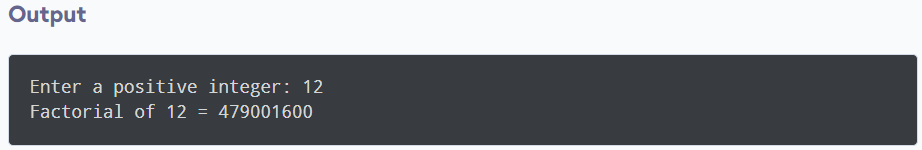 Output
Enter a positive integer: 12
Factorial of 12 = 479001600